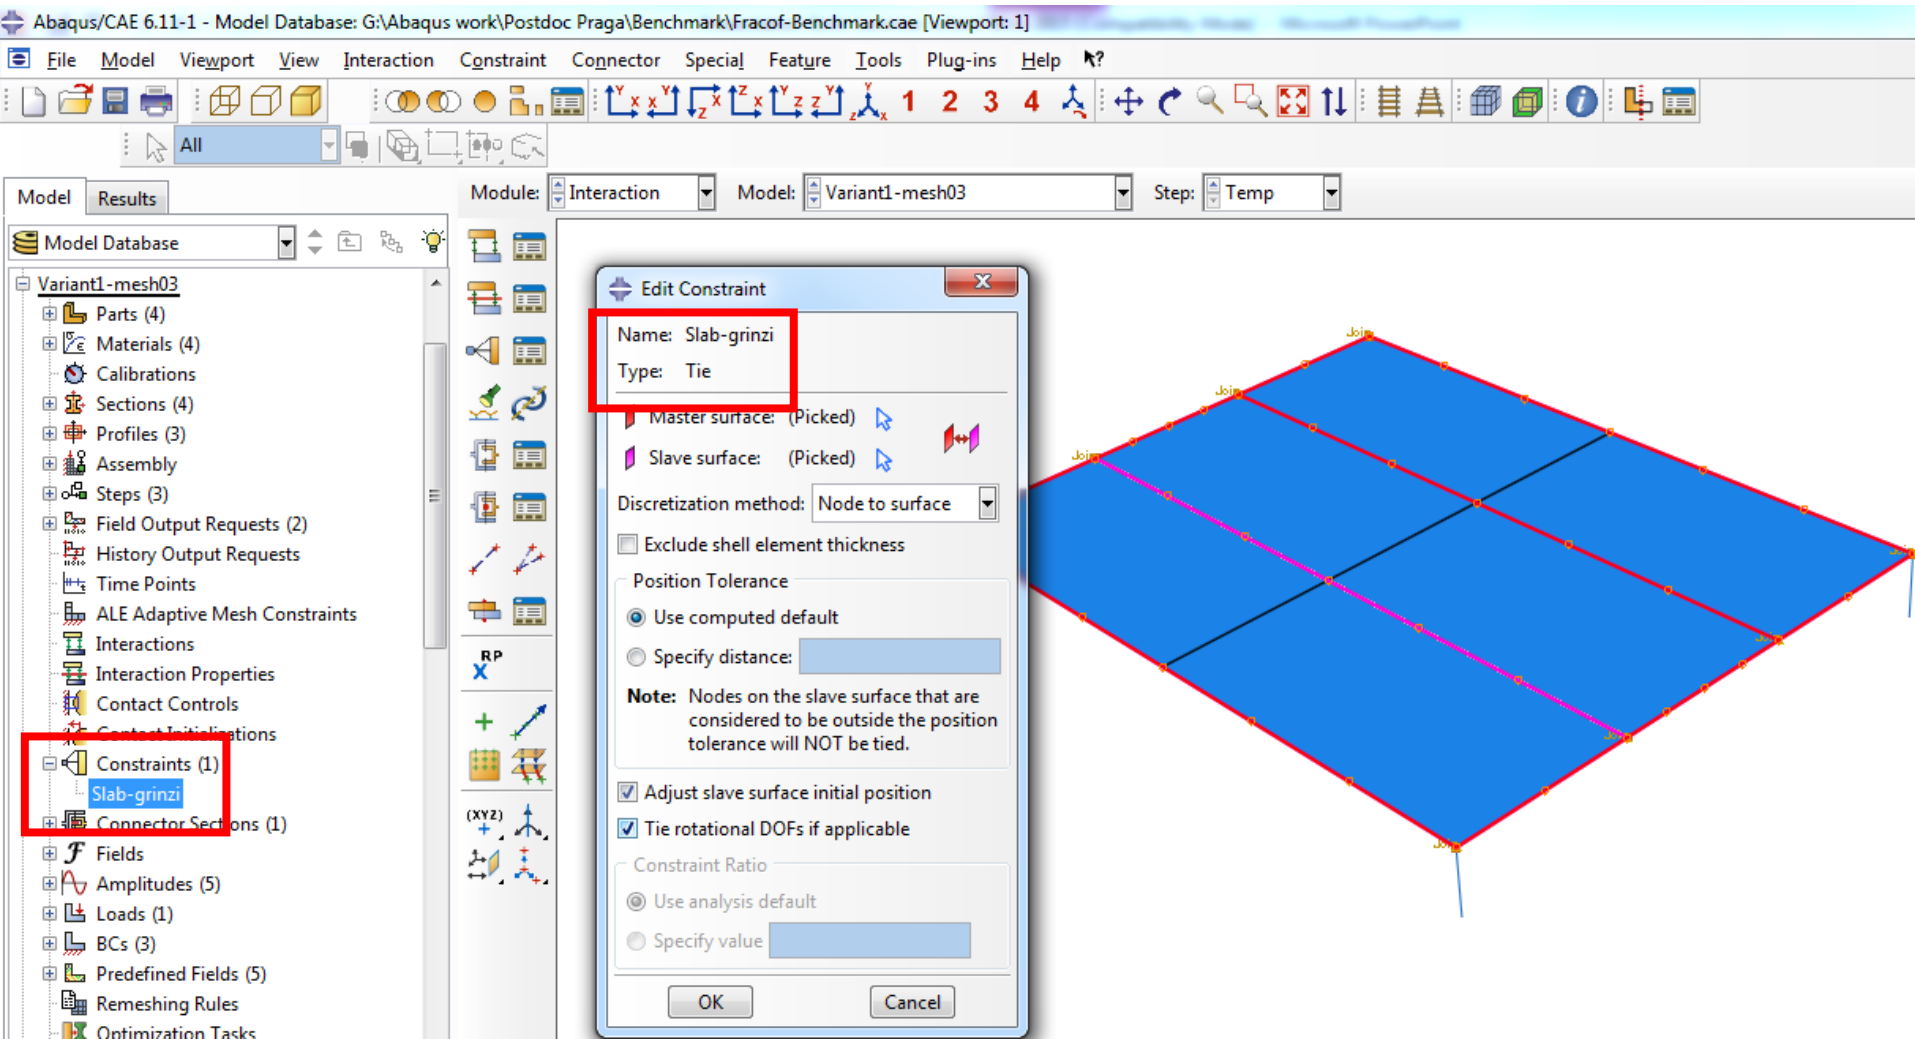 Abaqus/CAE 6.11-1 - Model Database: G:\Abaqus work\Postdoc Praga\Benchmark\Fracof-Benchmark.cae [Viewport: 1]
File Model Viewport View Interaction Constraint Connector Special Feature Tools Plug-ins Help
1 2 3 4
All
Model Results
Module: Interaction Model: Variant1-mesh03 Step: Temp
Model Database
Variant1-mesh03
Parts (4)
Materials (4)
Calibrations
Sections (4)
Profiles (3)
Assembly
Steps (3)
Field Output Requests (2)
History Output Requests
Time Points
ALE Adaptive Mesh Constraints
Interactions
Interaction Properties
Contact Controls
Contact Initializations
Constraints (1)
Slab-grinzi
Connector Sections (1)
Fields
Amplitudes (5)
Loads (1)
BCs (3)
Predefined Fields (5)
Remeshing Rules
Optimization Tasks
RP
(XYZ)
Edit Constraint
Name: Slab-grinzi
Type: Tie
Master surface: (Picked)
Slave surface: (Picked)
Discretization method: Node to surface
Exclude shell element thickness
Position Tolerance
Use computed default
Specify distance:
Note: Nodes on the slave surface that are
considered to be outside the position
tolerance will NOT be tied.
Adjust slave surface initial position
Tie rotational DOFs if applicable
Constraint Ratio
Use analysis default
Specify value
OK Cancel